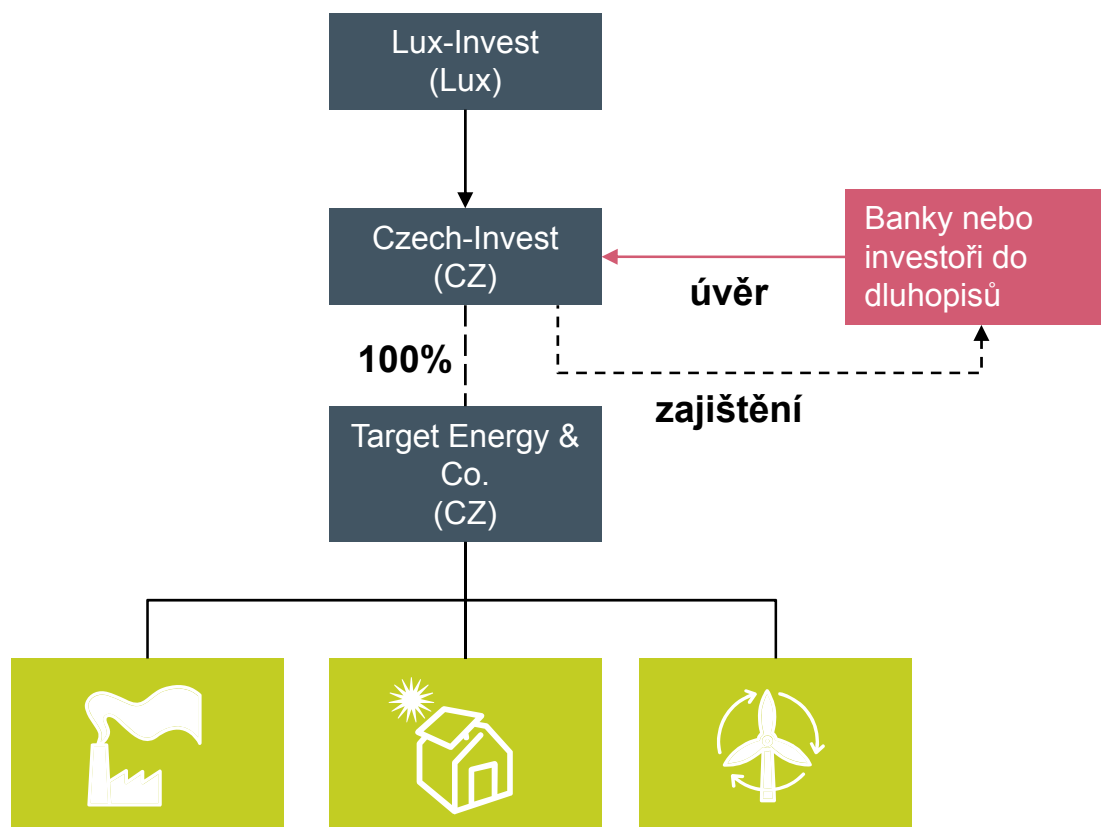 Lux-Invest
(Lux)
Czech-Invest
(CZ)
Banky nebo
investoři do
dluhopisů
úvěr
100%
zajištění
Target Energy &
Co.
(CZ)